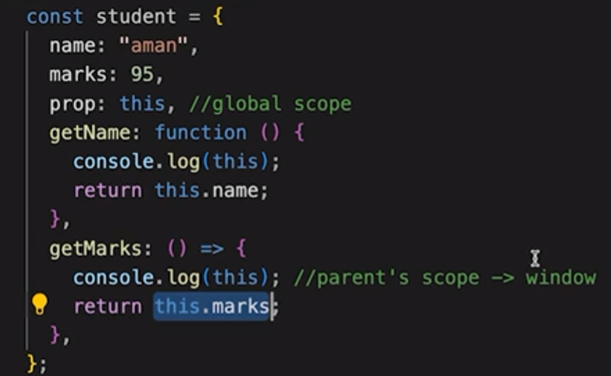 const student = {
  name: "aman",
  marks: 95,
  prop: this, //global scope
  getName: function () {
    console.log(this);
    return this.name;
  },
  getMarks: () => {
    console.log(this); //parent's scope -> window
    return this.marks;
  },
};